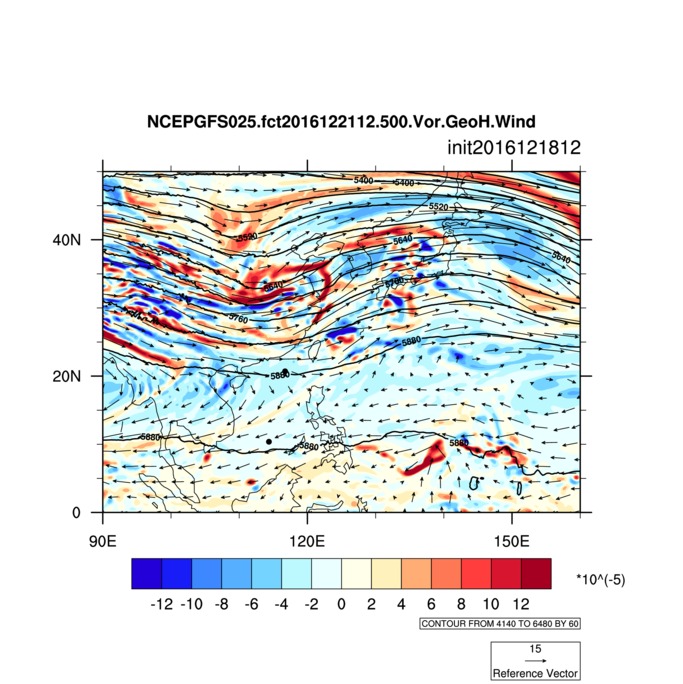 NCEPGFS025.fct2016122112.500.Vor.GeoH.Wind
init2016121812
5400 5400
5520
5520
5640
5640
5640
5760
5760
5880
5880
5880
5880
5880
40N
20N
0
90E 120E 150E
-12 -10 -8 -6 -4 -2 0 2 4 6 8 10 12
*10^(-5)
CONTOUR FROM 4140 TO 6480 BY 60
15
Reference Vector